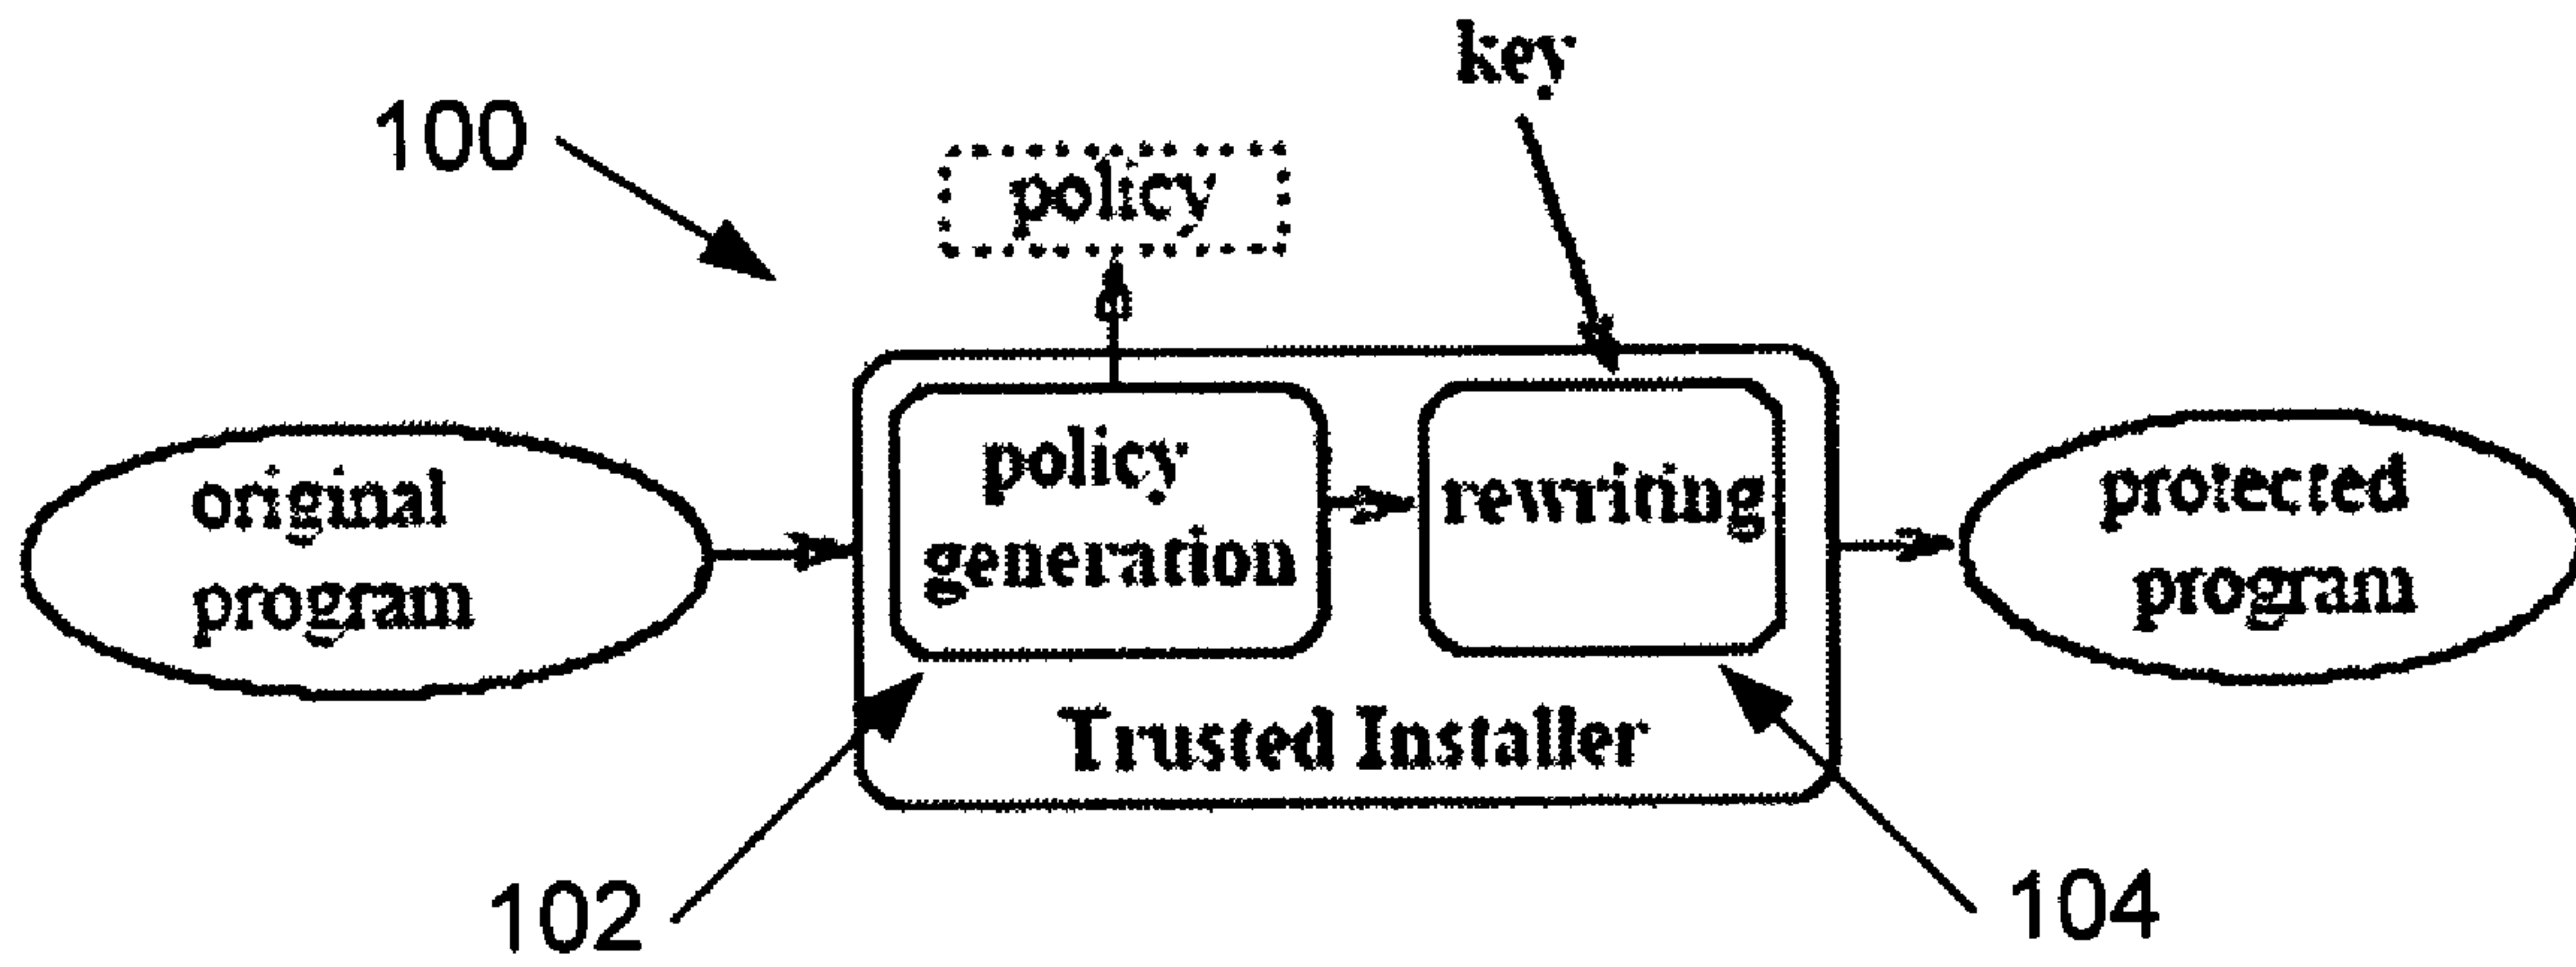 key
100
policy
policy
generation
rewriting
original
program
protected
program
Trusted Installer
102
104